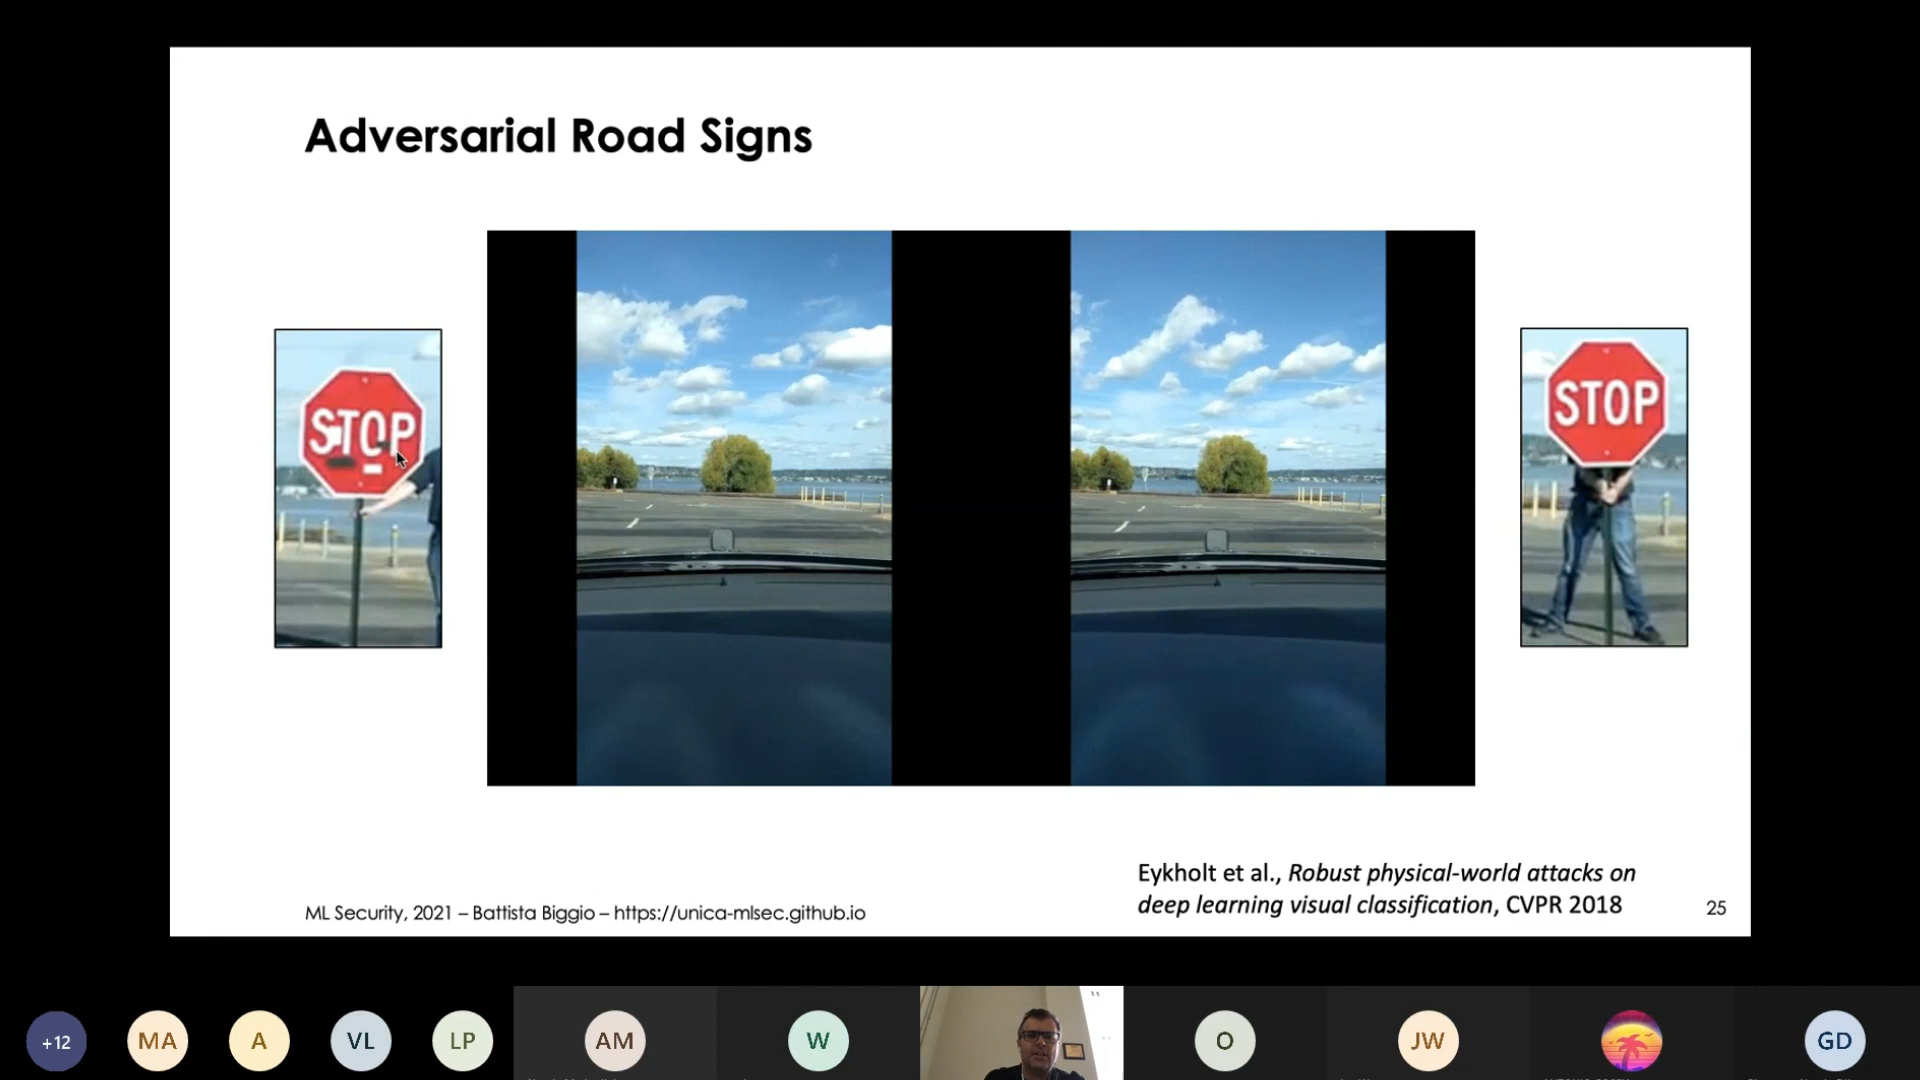 Adversarial Road Signs
STOP
STOP
Eykholt et al., Robust physical-world attacks on
deep learning visual classification, CVPR 2018
ML Security, 2021 – Battista Biggio – https://unica-mlsec.github.io
25
+12
MA
A
VL
LP
AM
W
O
JW
GD